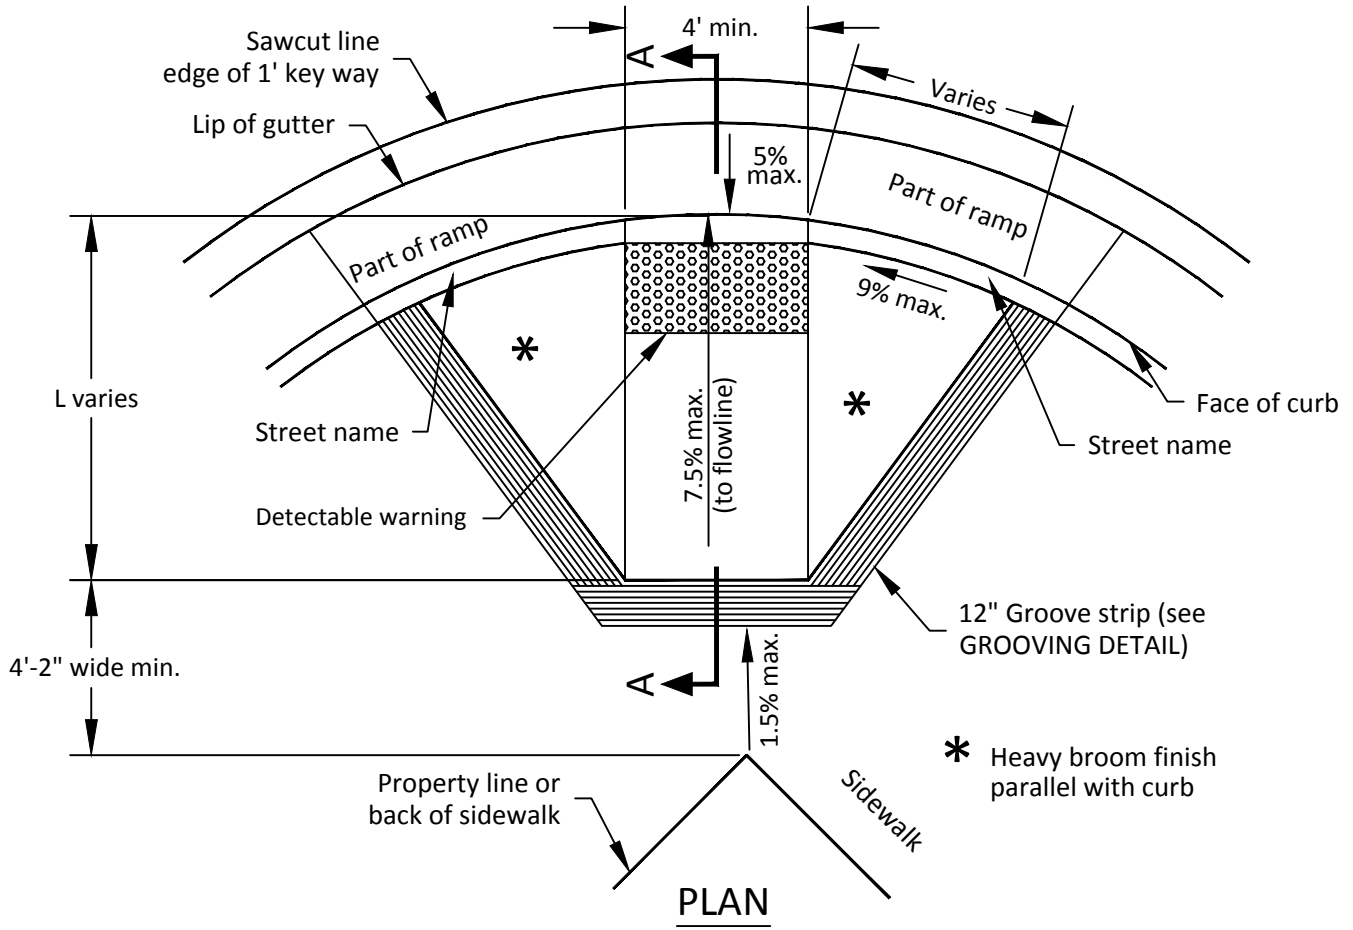 4' min.
A
Sawcut line
edge of 1' key way
Varies
Lip of gutter
5%
max.
Part of ramp
Part of ramp
9% max.
L varies
Face of curb
Street name
Street name
7.5% max.
(to flowline)
Detectable warning
*
*
12" Groove strip (see
GROOVING DETAIL)
4'-2" wide min.
A
1.5% max.
* Heavy broom finish
parallel with curb
Property line or
back of sidewalk
Sidewalk
PLAN